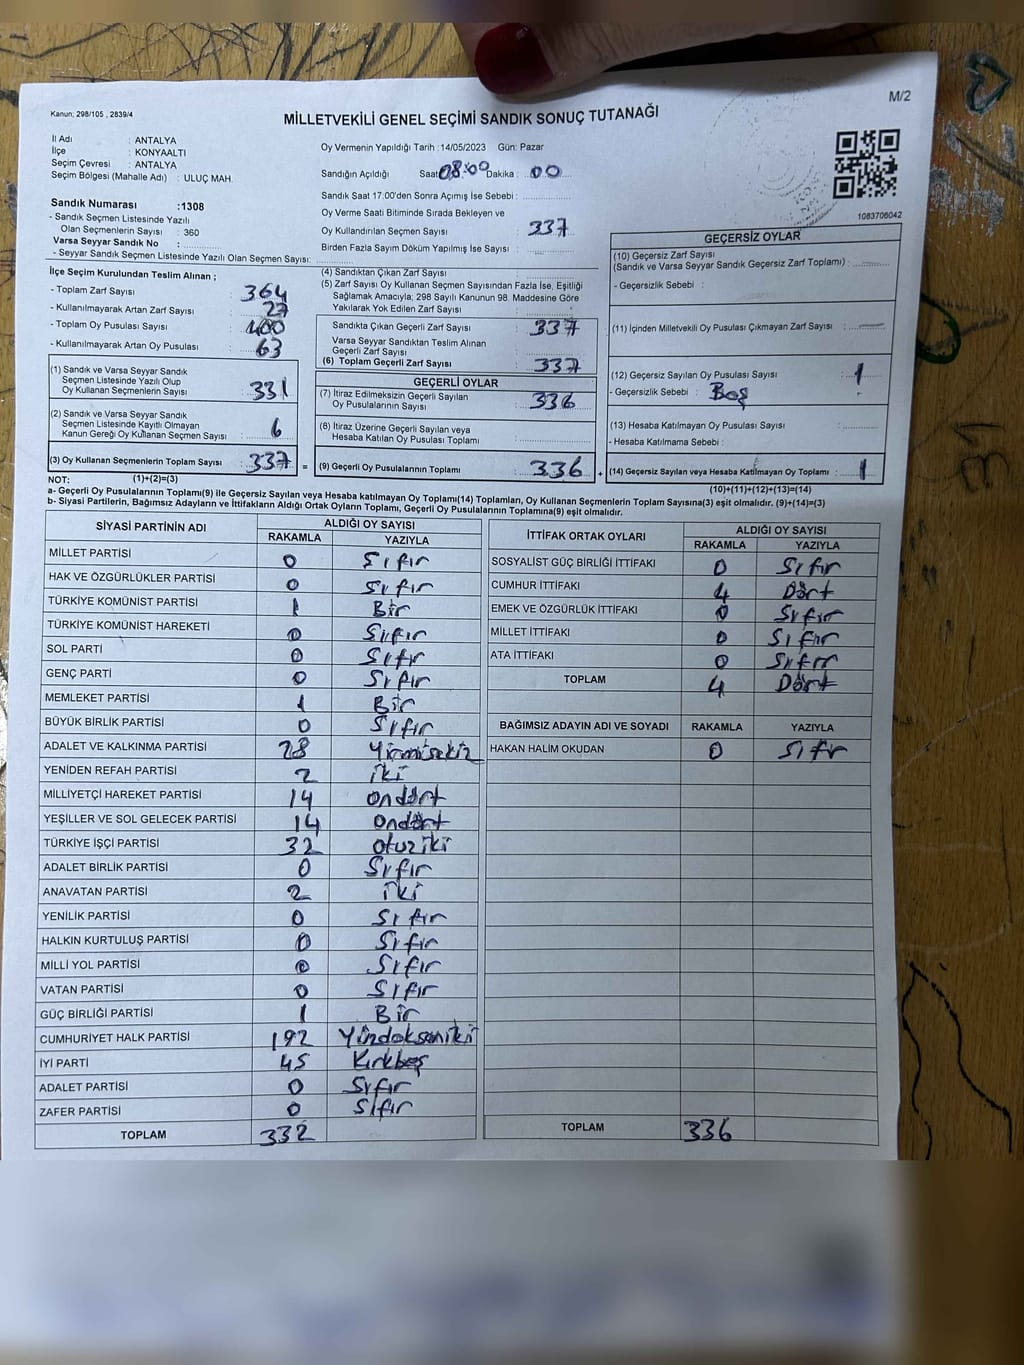 M/2
Kanun; 298/105 , 2839/4
MİLLETVEKİLİ GENEL SEÇİMİ SANDIK SONUÇ TUTANAĞI
İl Adı : ANTALYA
İlçe : KONYAALTI
Seçim Çevresi : ANTALYA
Seçim Bölgesi (Mahalle Adı) : ULUÇ MAH.
Sandık Numarası :1308
- Sandık Seçmen Listesinde Yazılı
Olan Seçmenlerin Sayısı : 360
Varsa Seyyar Sandık No :
- Seyyar Sandık Seçmen Listesinde Yazılı Olan Seçmen Sayısı:
Oy Vermenin Yapıldığı Tarih :14/05/2023 Gün: Pazar
Sandığın Açıldığı Saat 08:00 Dakika : 00
Sandık Saat 17:00'den Sonra Açımış İse Sebebi :
Oy Verme Saati Bitiminde Sırada Bekleyen ve
Oy Kullandırılan Seçmen Sayısı : 337
Birden Fazla Sayım Döküm Yapılmış İse Sayısı :
1083706042
İlçe Seçim Kurulundan Teslim Alınan ;
- Toplam Zarf Sayısı : 364
- Kullanılmayarak Artan Zarf Sayısı : 27
- Toplam Oy Pusulası Sayısı : 400
- Kullanılmayarak Artan Oy Pusulası : 63
(1) Sandık ve Varsa Seyyar Sandık
Seçmen Listesinde Yazılı Olup
Oy Kullanan Seçmenlerin Sayısı : 331
(2) Sandık ve Varsa Seyyar Sandık
Seçmen Listesinde Kayıtlı Olmayan
Kanun Gereği Oy Kullanan Seçmen Sayısı : 6
(3) Oy Kullanan Seçmenlerin Toplam Sayısı : 337
(4) Sandıktan Çıkan Zarf Sayısı :
(5) Zarf Sayısı Oy Kullanan Seçmen Sayısından Fazla İse, Eşitliği
Sağlamak Amacıyla; 298 Sayılı Kanunun 98. Maddesine Göre
Yakılarak Yok Edilen Zarf Sayısı :
Sandıkta Çıkan Geçerli Zarf Sayısı : 337
Varsa Seyyar Sandıktan Teslim Alınan
Geçerli Zarf Sayısı :
(6) Toplam Geçerli Zarf Sayısı : 337
GEÇERLİ OYLAR
(7) İtiraz Edilmeksizin Geçerli Sayılan
Oy Pusulalarının Sayısı : 336
(8) İtiraz Üzerine Geçerli Sayılan veya
Hesaba Katılan Oy Pusulası Toplamı :
= (9) Geçerli Oy Pusulalarının Toplamı : 336 +
GEÇERSİZ OYLAR
(10) Geçersiz Zarf Sayısı
(Sandık ve Varsa Seyyar Sandık Geçersiz Zarf Toplamı) :
- Geçersizlik Sebebi :
(11) İçinden Milletvekili Oy Pusulası Çıkmayan Zarf Sayısı :
(12) Geçersiz Sayılan Oy Pusulası Sayısı : 1
- Geçersizlik Sebebi : Boş
(13) Hesaba Katılmayan Oy Pusulası Sayısı :
- Hesaba Katılmama Sebebi :
(14) Geçersiz Sayılan veya Hesaba Katılmayan Oy Toplamı : 1
NOT: (1)+(2)=(3)
(10)+(11)+(12)+(13)=(14)
a- Geçerli Oy Pusulalarının Toplamı(9) ile Geçersiz Sayılan veya Hesaba katılmayan Oy Toplamı(14) Toplamları, Oy Kullanan Seçmenlerin Toplam Sayısına(3) eşit olmalıdır. (9)+(14)=(3)
b- Siyasi Partilerin, Bağımsız Adayların ve İttifakların Aldığı Ortak Oyların Toplamı, Geçerli Oy Pusulalarının Toplamına(9) eşit olmalıdır.
SİYASİ PARTİNİN ADI ALDIĞI OY SAYISI
RAKAMLA YAZIYLA
MİLLET PARTİSİ 0 Sıfır
HAK VE ÖZGÜRLÜKLER PARTİSİ 0 Sıfır
TÜRKİYE KOMÜNİST PARTİSİ 1 Bir
TÜRKİYE KOMÜNİST HAREKETİ 0 Sıfır
SOL PARTİ 0 Sıfır
GENÇ PARTİ 0 Sıfır
MEMLEKET PARTİSİ 1 Bir
BÜYÜK BİRLİK PARTİSİ 0 Sıfır
ADALET VE KALKINMA PARTİSİ 28 Yirmisekiz
YENİDEN REFAH PARTİSİ 2 iki
MİLLİYETÇİ HAREKET PARTİSİ 14 ondört
YEŞİLLER VE SOL GELECEK PARTİSİ 14 ondört
TÜRKİYE İŞÇİ PARTİSİ 32 otuziki
ADALET BİRLİK PARTİSİ 0 Sıfır
ANAVATAN PARTİSİ 2 iki
YENİLİK PARTİSİ 0 Sıfır
HALKIN KURTULUŞ PARTİSİ 0 Sıfır
MİLLİ YOL PARTİSİ 0 Sıfır
VATAN PARTİSİ 0 Sıfır
GÜÇ BİRLİĞİ PARTİSİ 1 Bir
CUMHURİYET HALK PARTİSİ 192 Yüzdoksaniki
İYİ PARTİ 45 Kırkbeş
ADALET PARTİSİ 0 Sıfır
ZAFER PARTİSİ 0 Sıfır
TOPLAM 332
İTTİFAK ORTAK OYLARI ALDIĞI OY SAYISI
RAKAMLA YAZIYLA
SOSYALİST GÜÇ BİRLİĞİ İTTİFAKI 0 Sıfır
CUMHUR İTTİFAKI 4 Dört
EMEK VE ÖZGÜRLÜK İTTİFAKI 0 Sıfır
MİLLET İTTİFAKI 0 Sıfır
ATA İTTİFAKI 0 Sıfır
TOPLAM 4 Dört
BAĞIMSIZ ADAYIN ADI VE SOYADI RAKAMLA YAZIYLA
HAKAN HALİM OKUDAN 0 Sıfır
TOPLAM 336